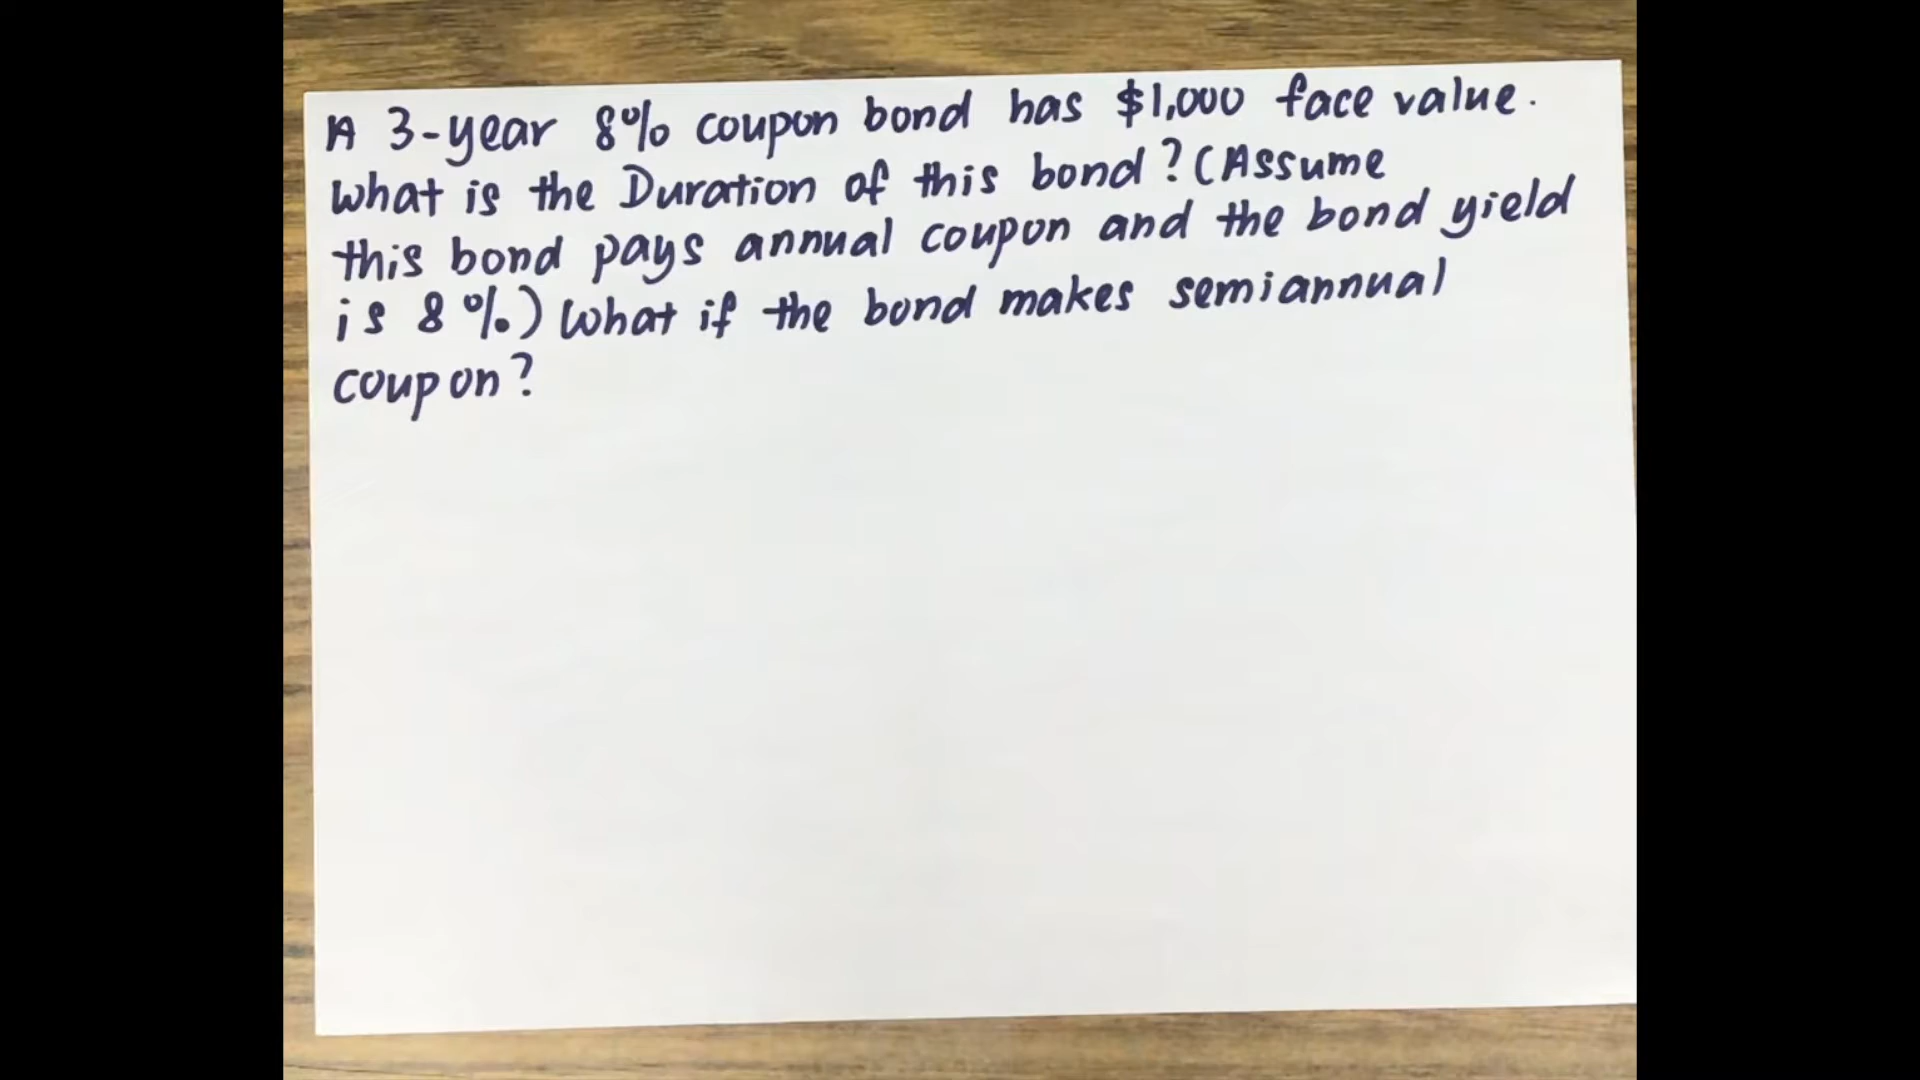 A 3-year 8% coupon bond has $1,000 face value.
What is the Duration of this bond? (Assume
this bond pays annual coupon and the bond yield
is 8%.) What if the bond makes semiannual
coupon?